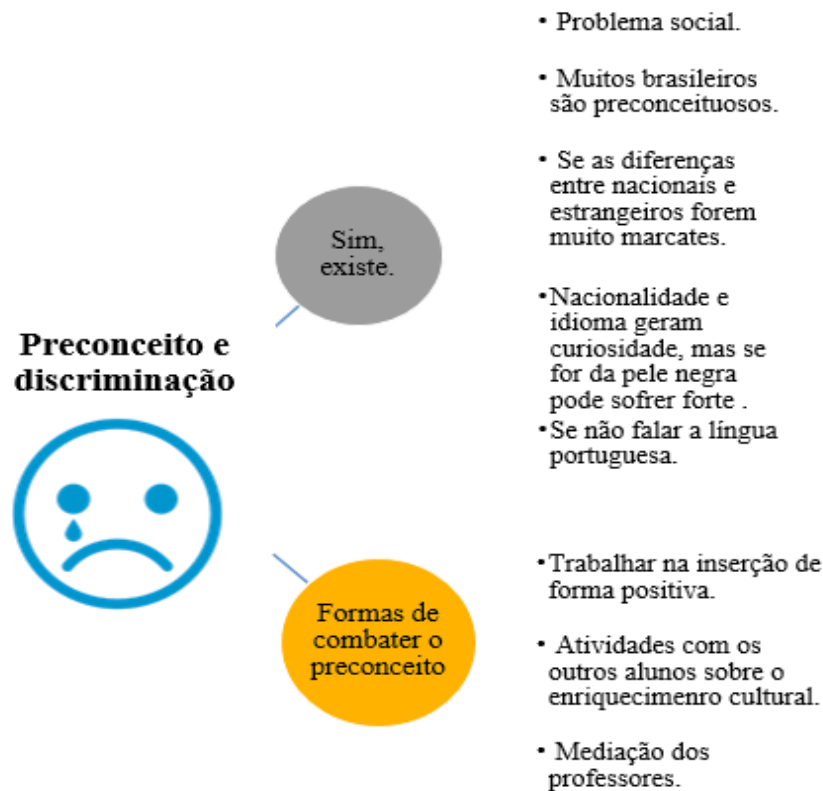 Preconceito e
discriminação
Sim,
existe.
• Problema social.
• Muitos brasileiros
são preconceituosos.
• Se as diferenças
entre nacionais e
estrangeiros forem
muito marcates.
•Nacionalidade e
idioma geram
curiosidade, mas se
for da pele negra
pode sofrer forte .
•Se não falar a língua
portuguesa.
Formas de
combater o
preconceito
•Trabalhar na inserção de
forma positiva.
• Atividades com os
outros alunos sobre o
enriquecimenro cultural.
• Mediação dos
professores.